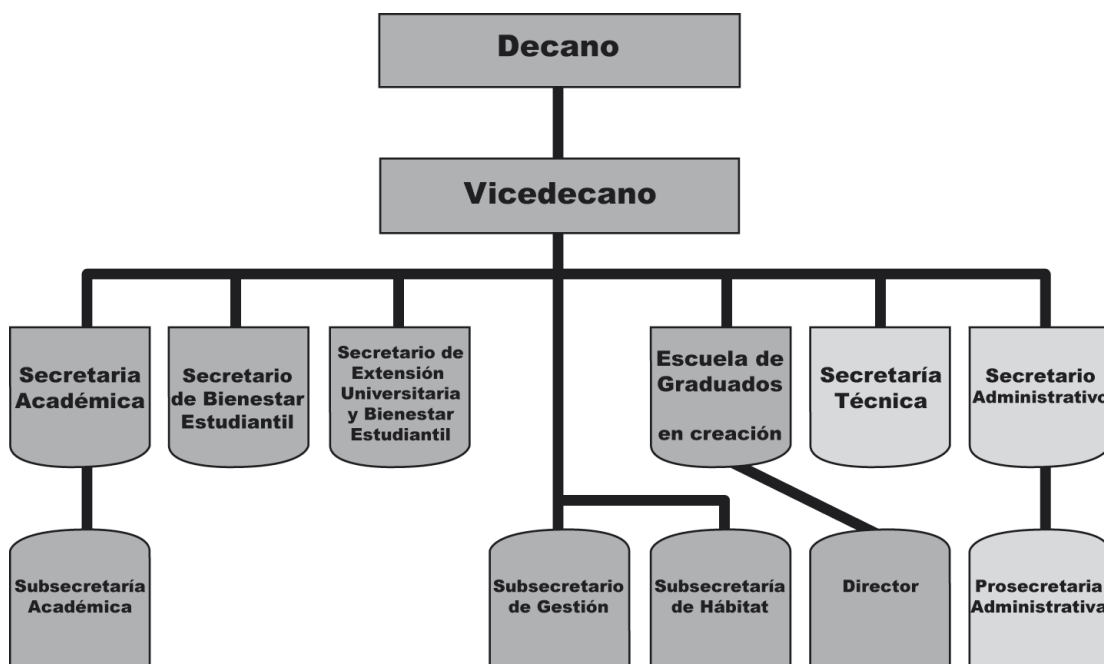 Decano
Vicedecano
Secretaria
Académica
Secretario
de Bienestar
Estudiantil
Secretario de
Extensión
Universitaria
y Bienestar
Estudiantil
Escuela de
Graduados
en creación
Secretaría
Técnica
Secretario
Administrativo
Subsecretaría
Académica
Subsecretario
de Gestión
Subsecretaría
de Hábitat
Director
Prosecretaria
Administrativa